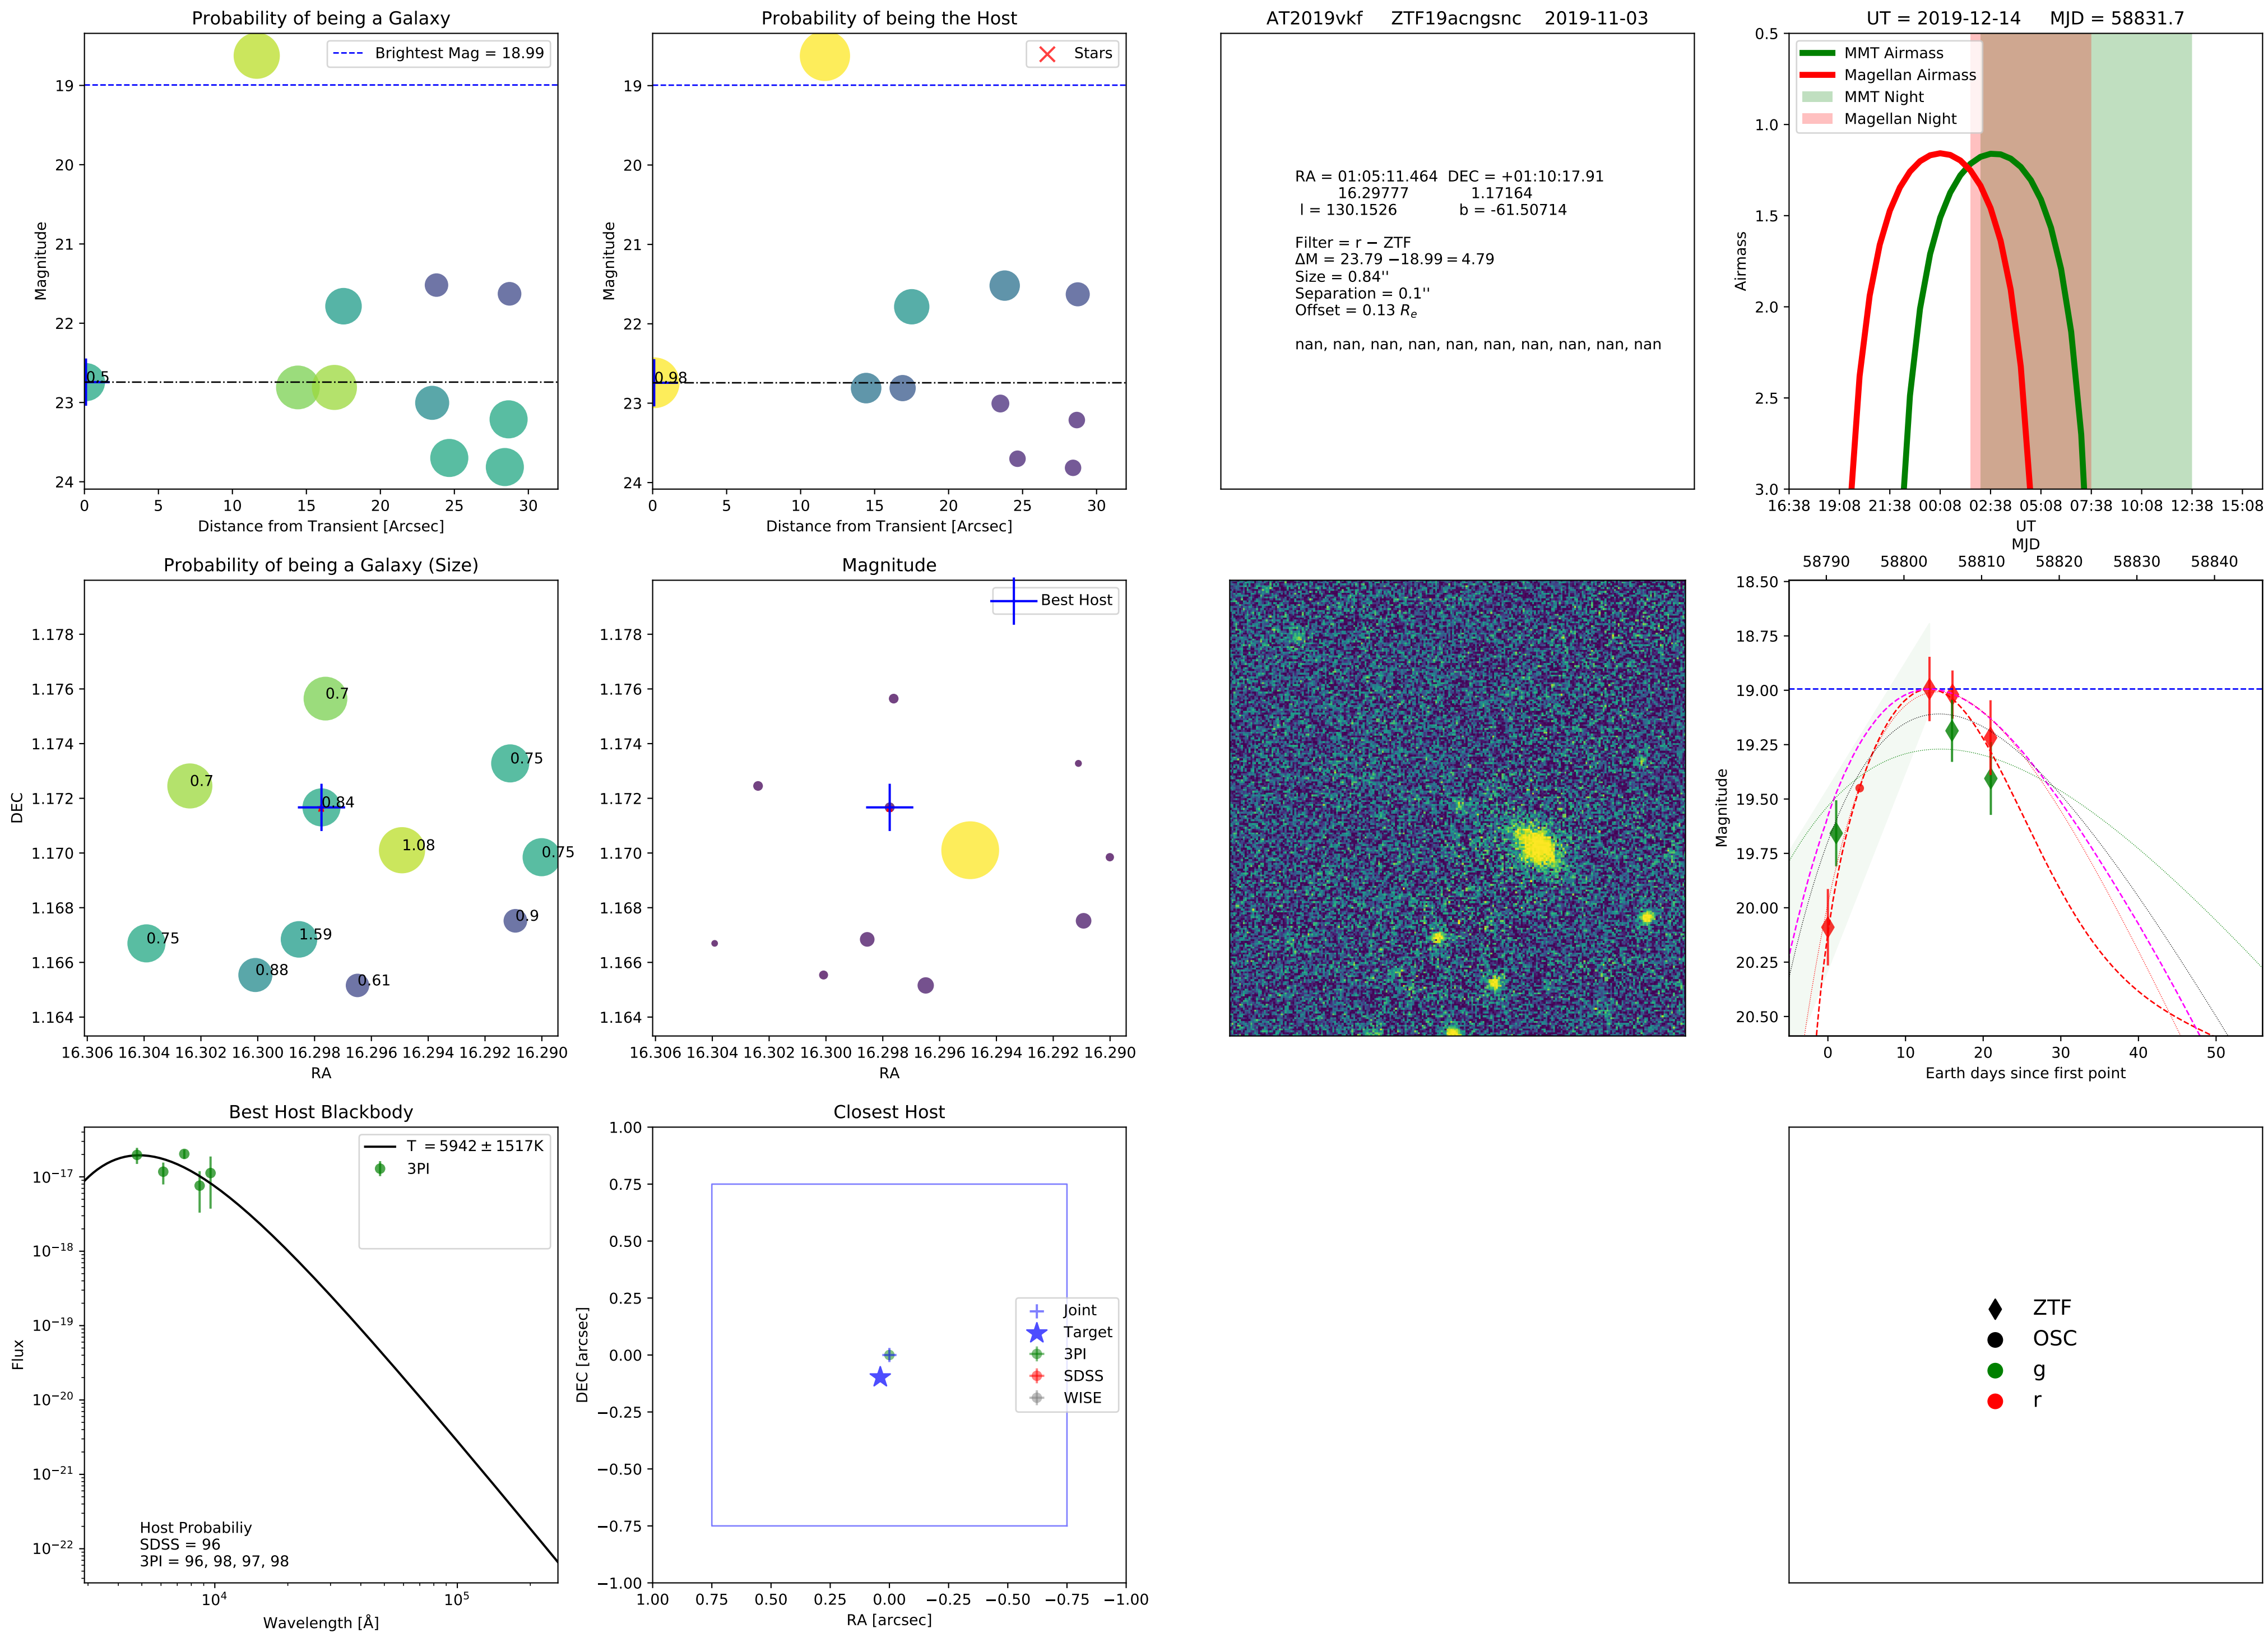 Probability of being a Galaxy
Brightest Mag = 18.99
Magnitude
19
20
21
22
23
24
0.5
0 5 10 15 20 25 30
Distance from Transient [Arcsec]
Probability of being the Host
Stars
Magnitude
19
20
21
22
23
24
0.98
0 5 10 15 20 25 30
Distance from Transient [Arcsec]
AT2019vkf ZTF19acngsnc 2019-11-03
RA = 01:05:11.464 DEC = +01:10:17.91
16.29777 1.17164
l = 130.1526 b = -61.50714
Filter = r − ZTF
ΔM = 23.79 −18.99 = 4.79
Size = 0.84''
Separation = 0.1''
Offset = 0.13 Re
nan, nan, nan, nan, nan, nan, nan, nan, nan, nan
UT = 2019-12-14 MJD = 58831.7
MMT Airmass
Magellan Airmass
MMT Night
Magellan Night
Airmass
0.5
1.0
1.5
2.0
2.5
3.0
16:38 19:08 21:38 00:08 02:38 05:08 07:38 10:08 12:38 15:08
UT
Probability of being a Galaxy (Size)
DEC
1.178
1.176
1.174
1.172
1.170
1.168
1.166
1.164
0.7
0.75
0.7
0.84
1.08
0.75
0.9
0.75
1.59
0.88
0.61
16.306 16.304 16.302 16.300 16.298 16.296 16.294 16.292 16.290
RA
Magnitude
Best Host
1.178
1.176
1.174
1.172
1.170
1.168
1.166
1.164
16.306 16.304 16.302 16.300 16.298 16.296 16.294 16.292 16.290
RA
MJD
58790 58803 58811 58820 58830 58840
Magnitude
18.50
18.75
19.00
19.25
19.50
19.75
20.00
20.25
20.50
0 10 20 30 40 50
Earth days since first point
Best Host Blackbody
T = 5942 ± 1517K
3PI
Flux
10−17
10−18
10−19
10−20
10−21
10−22
Host Probabiliy
SDSS = 96
3PI = 96, 98, 97, 98
104 105
Wavelength [Å]
Closest Host
DEC [arcsec]
1.00
0.75
0.50
0.25
0.00
−0.25
−0.50
−0.75
−1.00
Joint
Target
3PI
SDSS
WISE
1.00 0.75 0.50 0.25 0.00 −0.25 −0.50 −0.75 −1.00
RA [arcsec]
ZTF
OSC
g
r